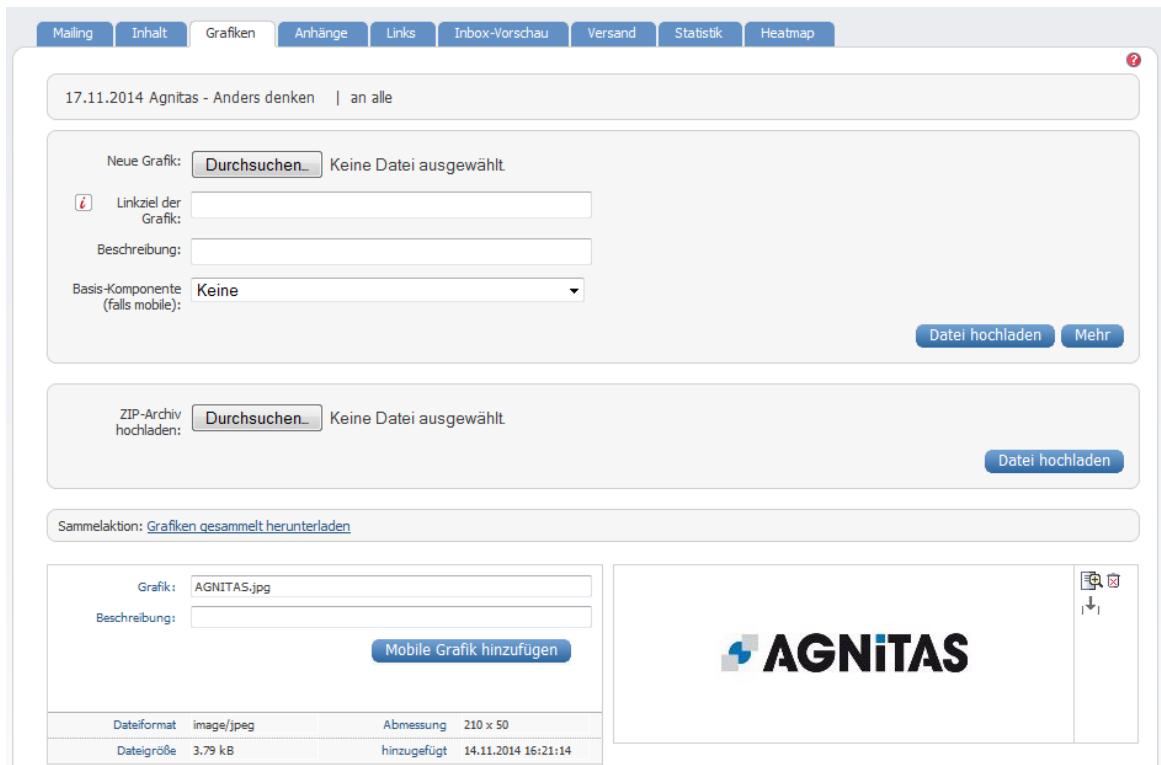 Mailing Inhalt Grafiken Anhänge Links Inbox-Vorschau Versand Statistik Heatmap
?
17.11.2014 Agnitas - Anders denken | an alle
Neue Grafik: Durchsuchen... Keine Datei ausgewählt.
i Linkziel der
Grafik:
Beschreibung:
Basis-Komponente
(falls mobile): Keine
Datei hochladen Mehr
ZIP-Archiv
hochladen: Durchsuchen... Keine Datei ausgewählt.
Datei hochladen
Sammelaktion: Grafiken gesammelt herunterladen
Grafik: AGNITAS.jpg
Beschreibung:
Mobile Grafik hinzufügen
AGNiTAS
Dateiformat image/jpeg Abmessung 210 x 50
Dateigröße 3.79 kB hinzugefügt 14.11.2014 16:21:14